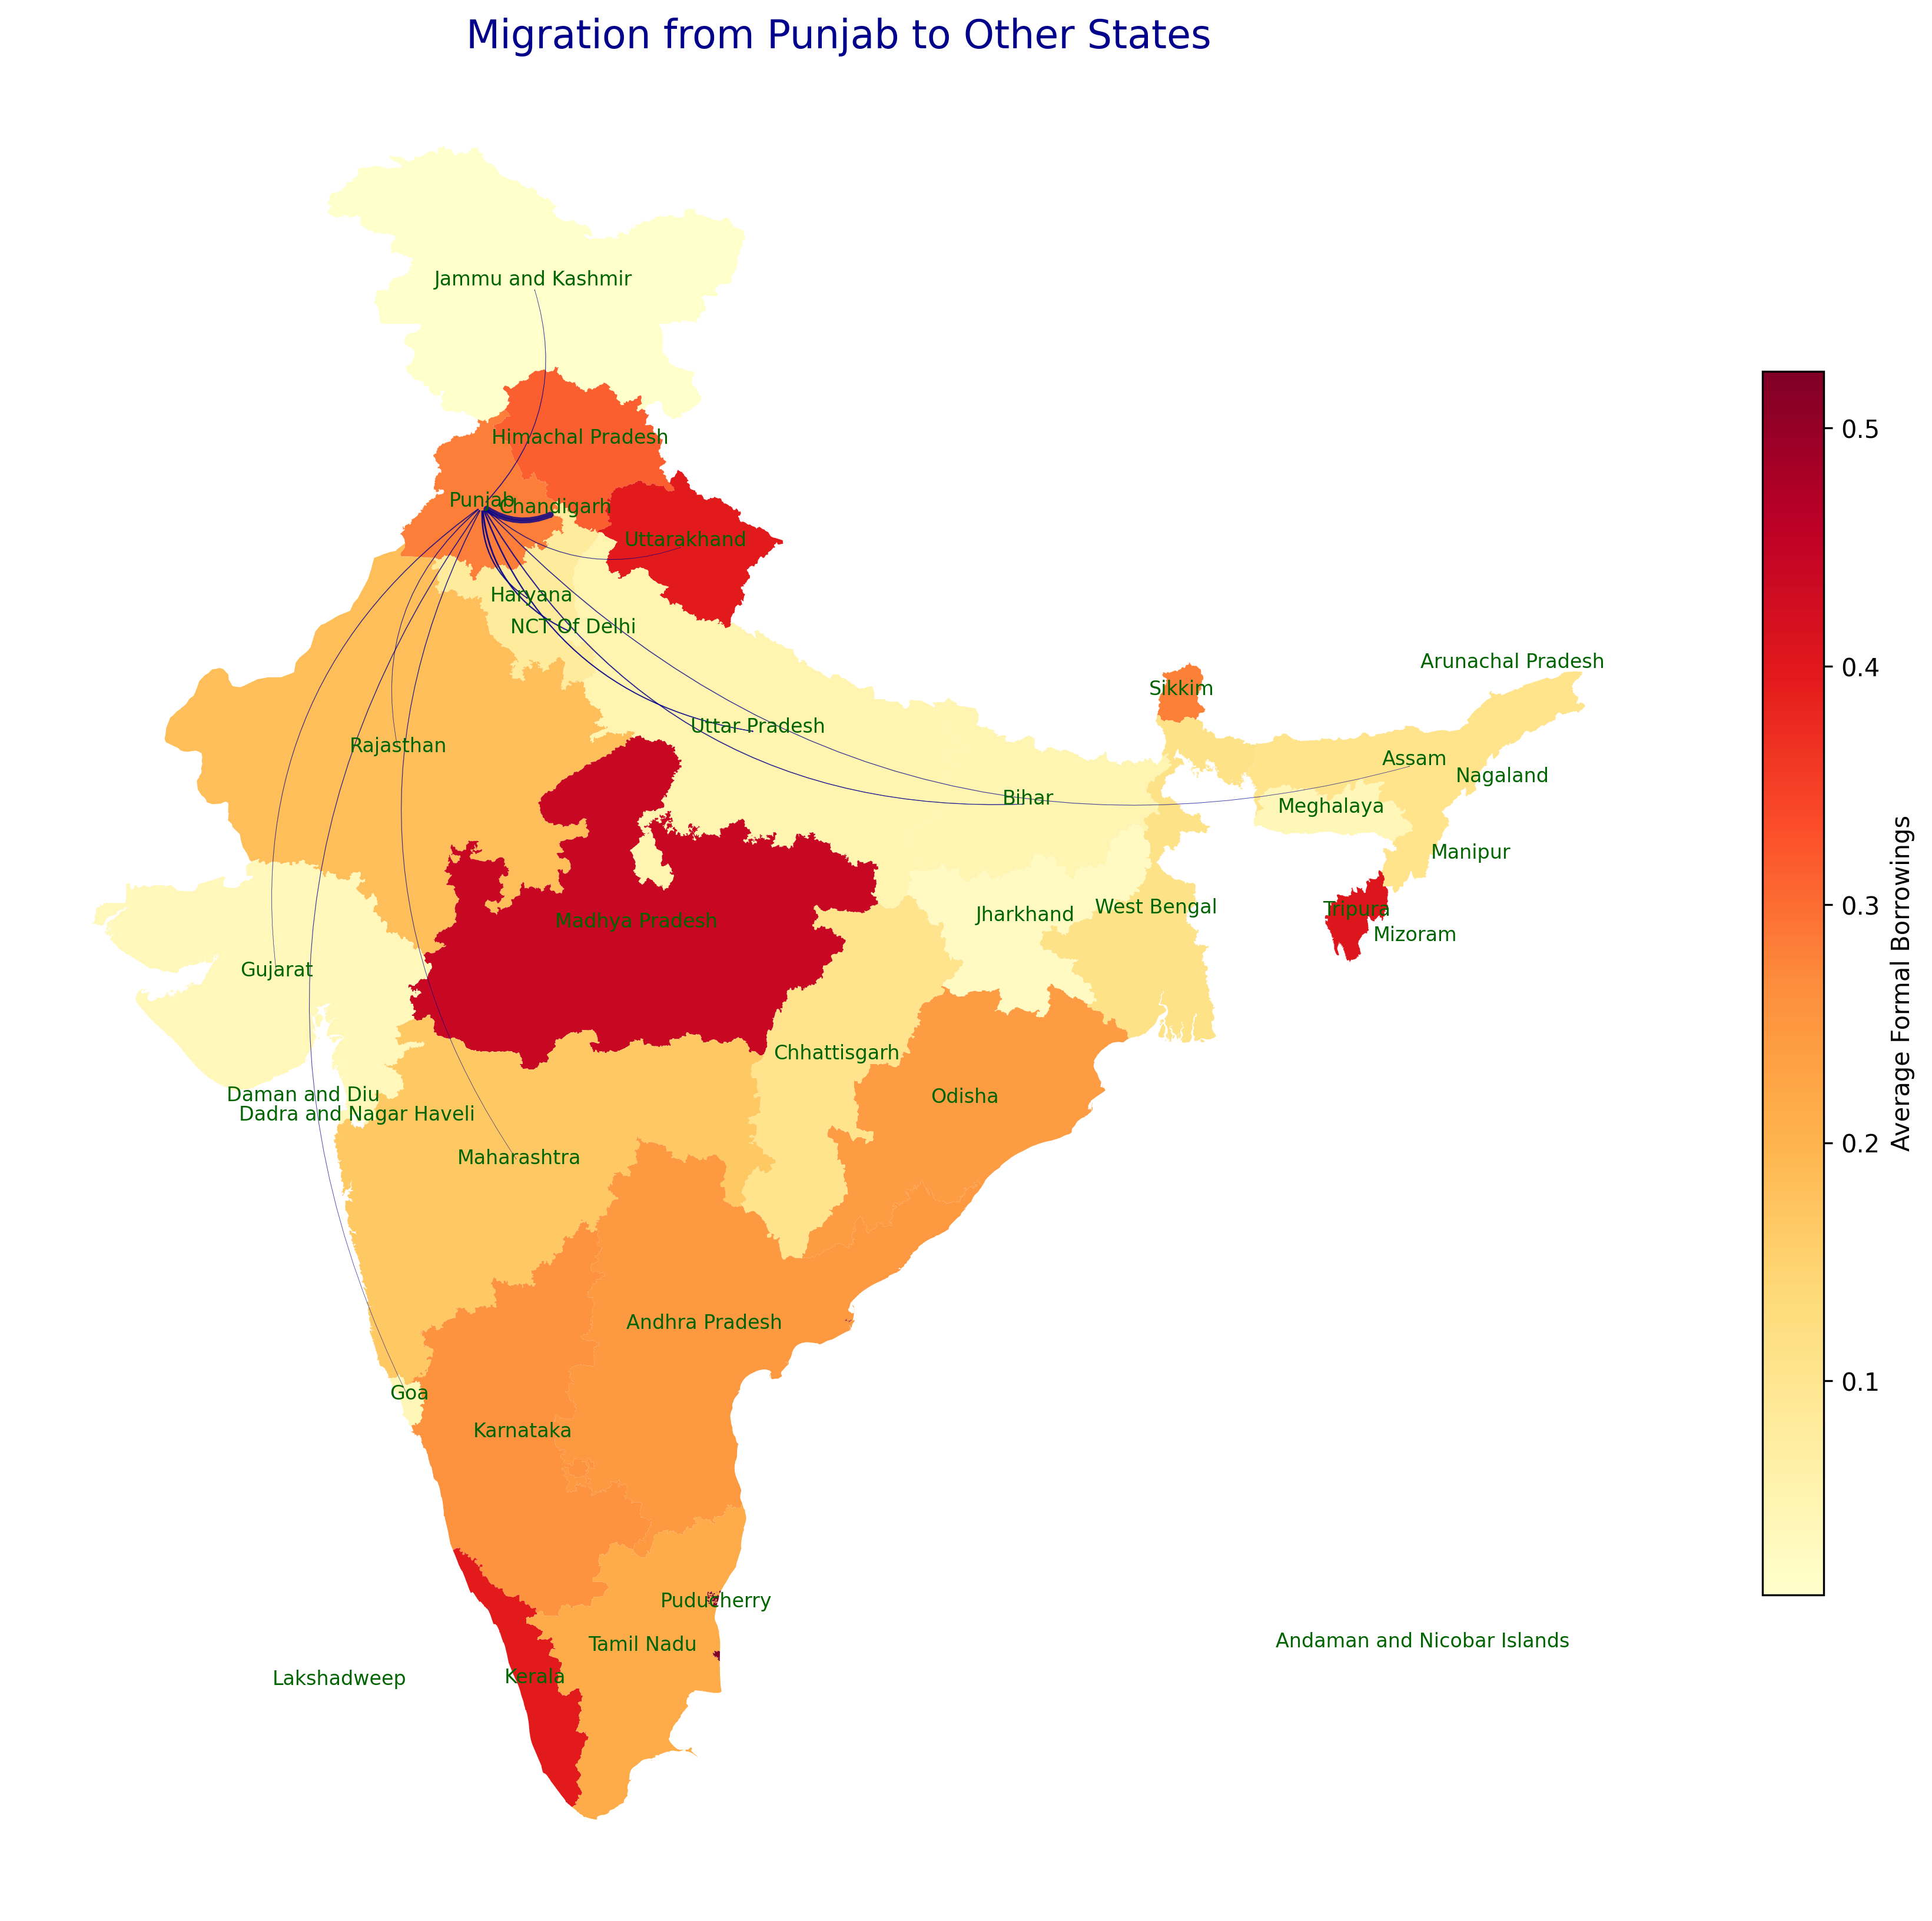 Migration from Punjab to Other States
Jammu and Kashmir
Himachal Pradesh
Punjab
Chandigarh
Uttarakhand
Haryana
NCT Of Delhi
Arunachal Pradesh
Sikkim
Uttar Pradesh
Rajasthan
Assam
Nagaland
Bihar
Meghalaya
Manipur
West Bengal
Tripura
Jharkhand
Madhya Pradesh
Mizoram
Gujarat
Chhattisgarh
Daman and Diu
Odisha
Dadra and Nagar Haveli
Maharashtra
Andhra Pradesh
Goa
Karnataka
Puducherry
Tamil Nadu
Andaman and Nicobar Islands
Kerala
Lakshadweep
0.5
0.4
0.3
0.2
0.1
Average Formal Borrowings